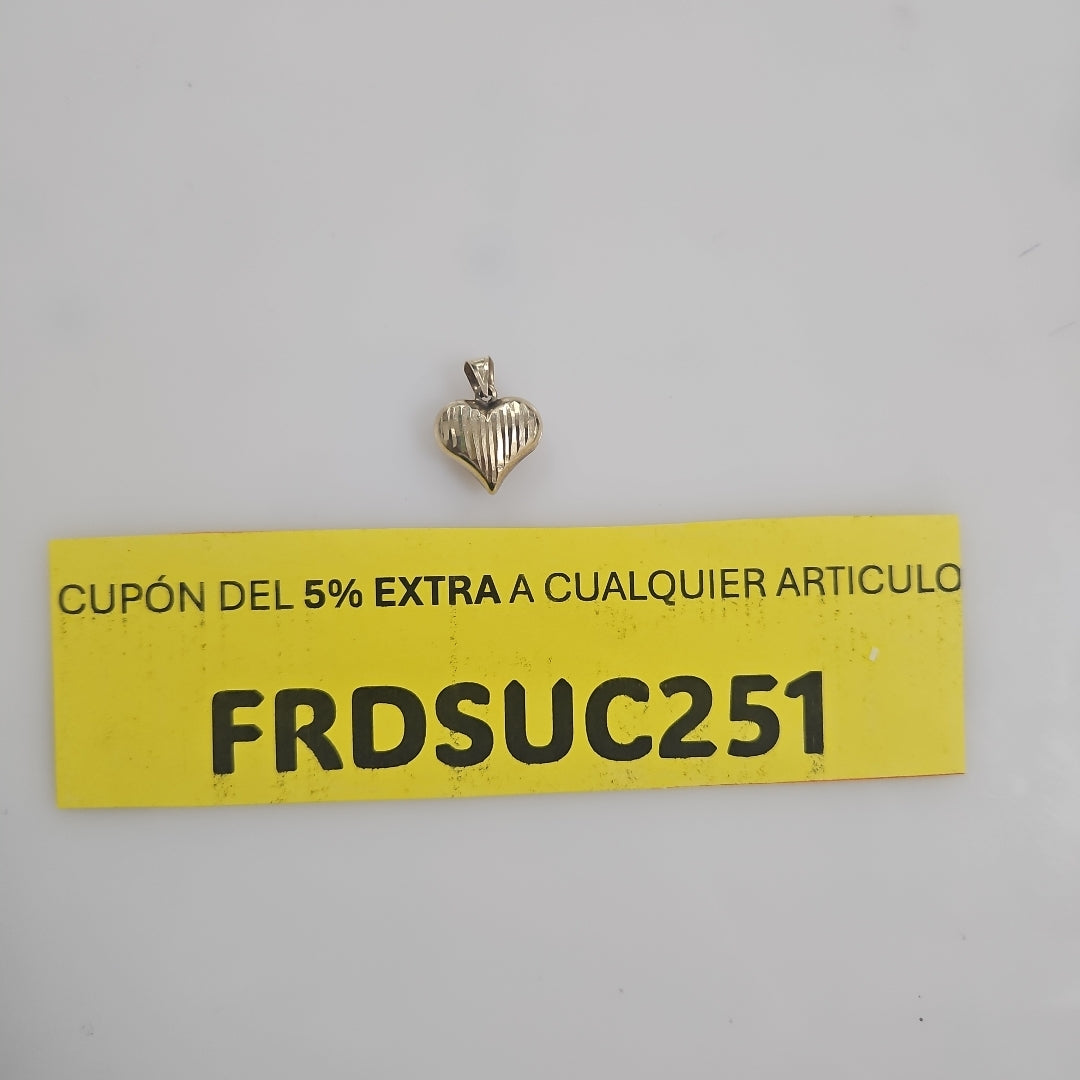 CUPÓN DEL 5% EXTRA A CUALQUIER ARTICULO
FRDSUC251